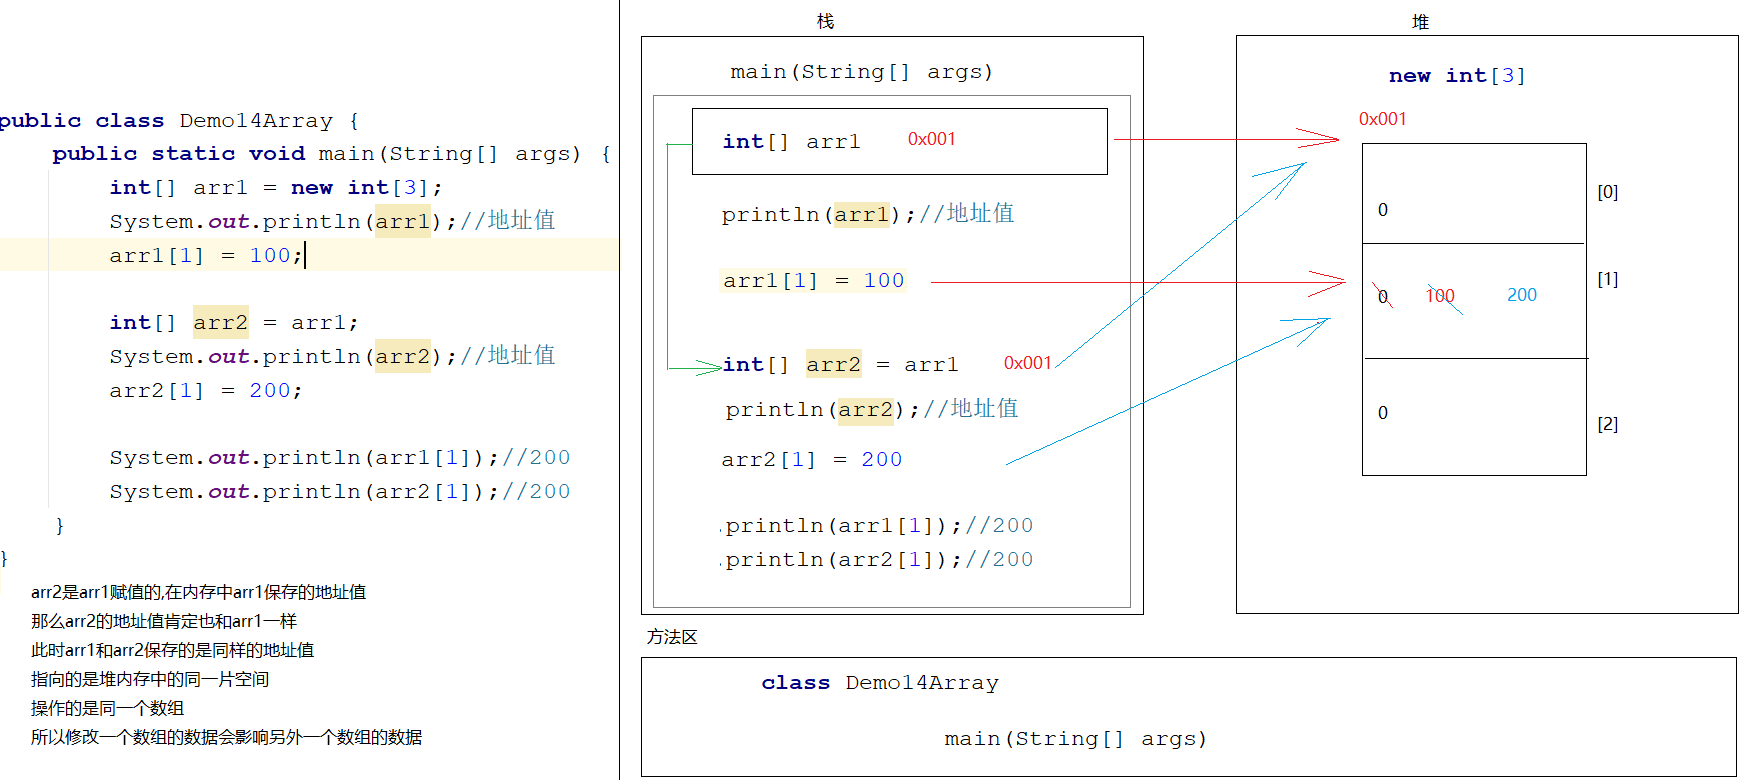 public class Demo14Array {
public static void main(String[] args) {
int[] arr1 = new int[3];
System.out.println(arr1);//地址值
arr1[1] = 100;
int[] arr2 = arr1;
System.out.println(arr2);//地址值
arr2[1] = 200;
System.out.println(arr1[1]);//200
System.out.println(arr2[1]);//200
}
}
arr2是arr1赋值的,在内存中arr1保存的地址值
那么arr2的地址值肯定也和arr1一样
此时arr1和arr2保存的是同样的地址值
指向的是堆内存中的同一片空间
操作的是同一个数组
所以修改一个数组的数据会影响另外一个数组的数据
栈
main(String[] args)
int[] arr1 0x001
println(arr1);//地址值
arr1[1] = 100
int[] arr2 = arr1 0x001
println(arr2);//地址值
arr2[1] = 200
.println(arr1[1]);//200
.println(arr2[1]);//200
堆
new int[3]
0x001
0 [0]
0 100 200 [1]
0 [2]
方法区
class Demo14Array
main(String[] args)